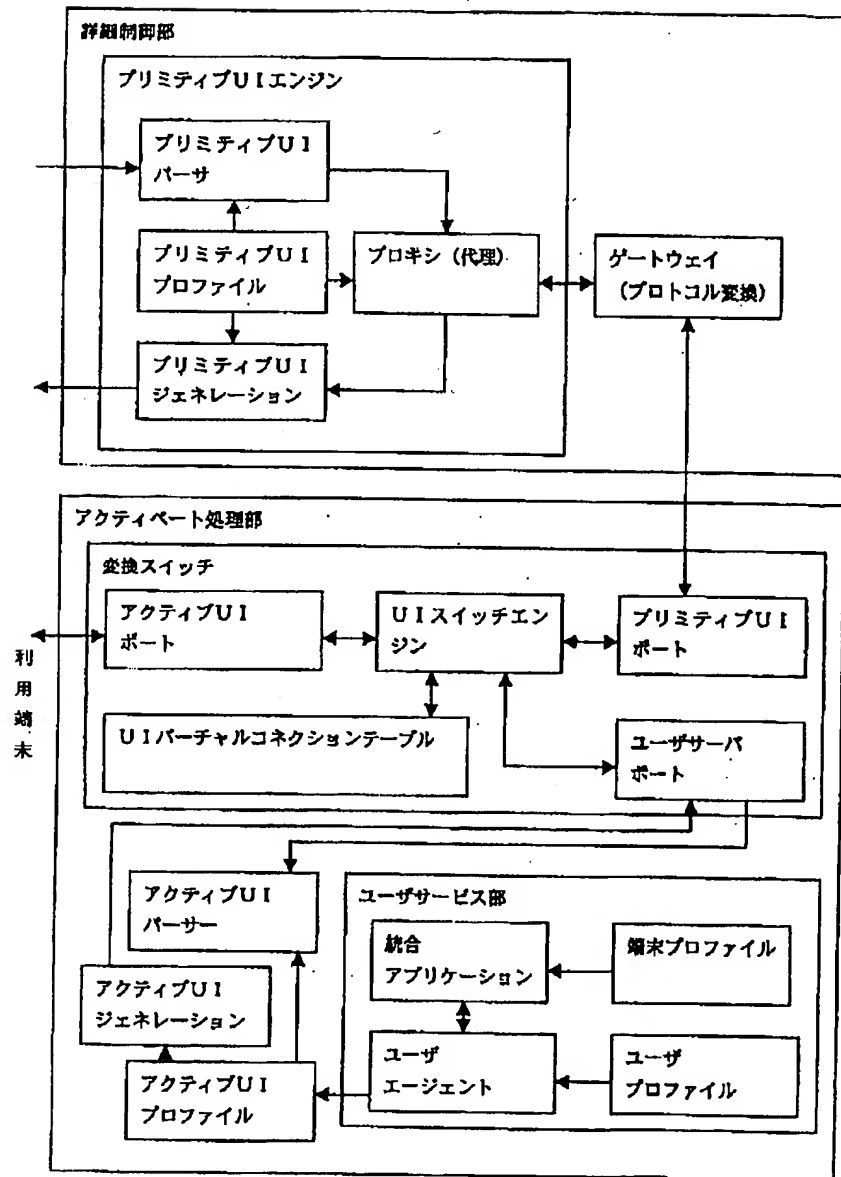 詳細制御部
プリミティブUIエンジン
プリミティブUI
パーサ
プリミティブUI
プロファイル
プロキシ（代理）
ゲートウェイ
（プロトコル変換）
プリミティブUI
ジェネレーション
アクティベート処理部
変換スイッチ
アクティブUI
ポート
UIスイッチエン
ジン
プリミティブUI
ポート
利用端末
UIバーチャルコネクションテーブル
ユーザサーバ
ポート
アクティブUI
パーサー
ユーザサービス部
統合
アプリケーション
端末プロファイル
アクティブUI
ジェネレーション
ユーザ
エージェント
ユーザ
プロファイル
アクティブUI
プロファイル